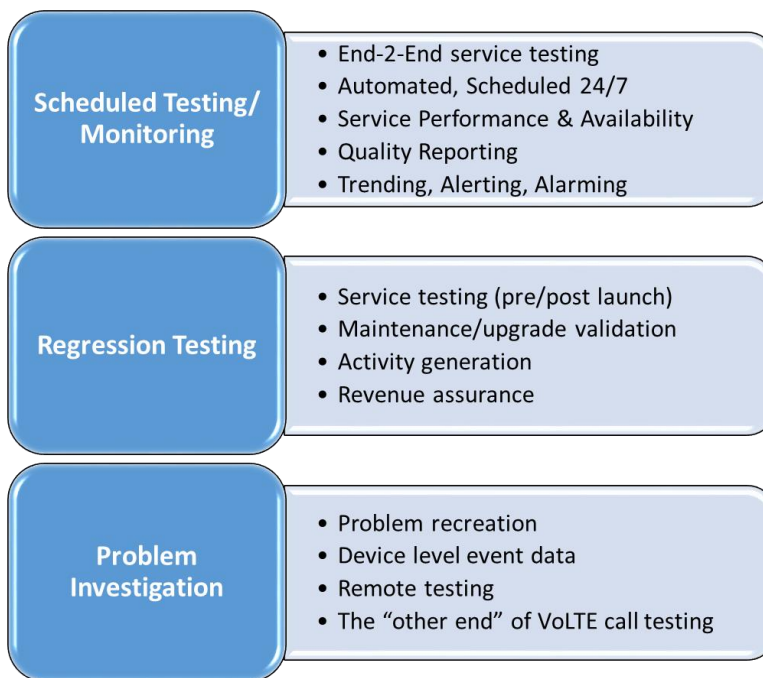 Scheduled Testing/
Monitoring
• End-2-End service testing
• Automated, Scheduled 24/7
• Service Performance & Availability
• Quality Reporting
• Trending, Alerting, Alarming
Regression Testing
• Service testing (pre/post launch)
• Maintenance/upgrade validation
• Activity generation
• Revenue assurance
Problem
Investigation
• Problem recreation
• Device level event data
• Remote testing
• The “other end” of VoLTE call testing